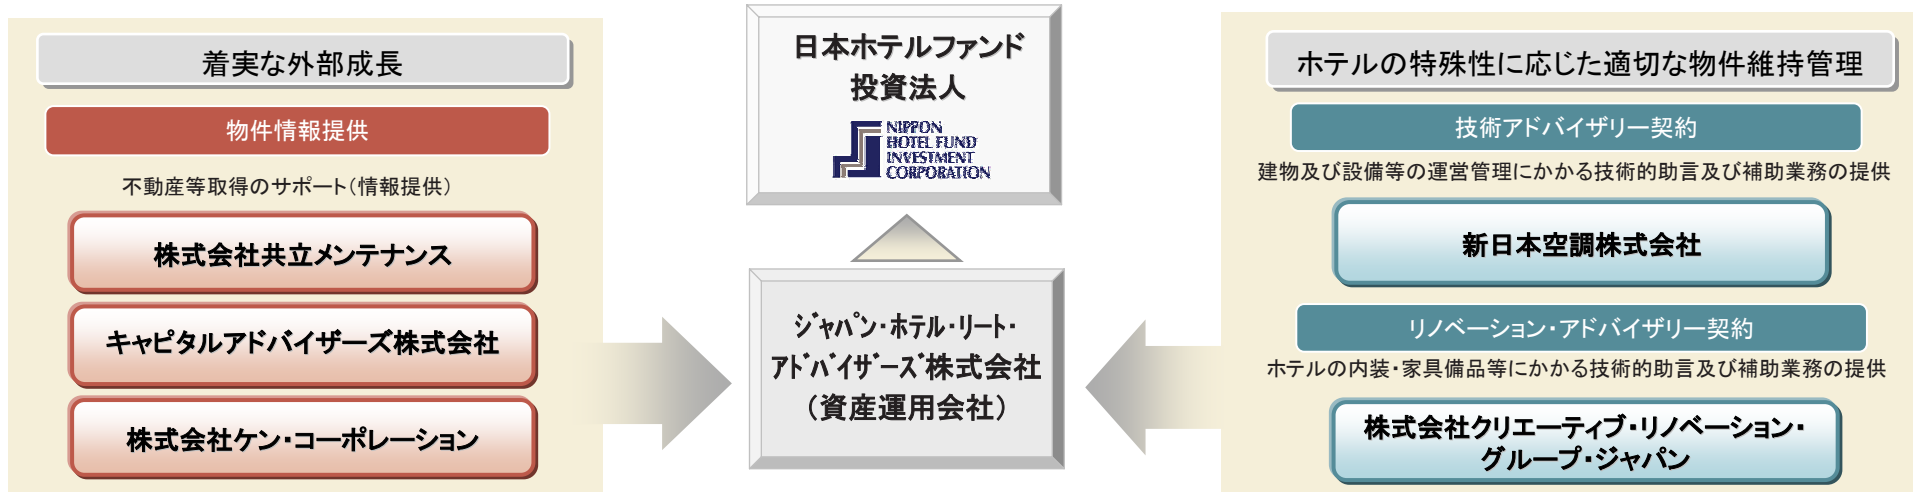 着実な外部成長
物件情報提供
不動産等取得のサポート（情報提供）
株式会社共立メンテナンス
キャピタルアドバイザーズ株式会社
株式会社ケン・コーポレーション
日本ホテルファンド
投資法人
NIPPON
HOTEL FUND
INVESTMENT
CORPORATION
ジャパン・ホテル・リート・
アドバイザーズ株式会社
（資産運用会社）
ホテルの特殊性に応じた適切な物件維持管理
技術アドバイザリー契約
建物及び設備等の運営管理にかかる技術的助言及び補助業務の提供
新日本空調株式会社
リノベーション・アドバイザリー契約
ホテルの内装・家具備品等にかかる技術的助言及び補助業務の提供
株式会社クリエーティブ・リノベーション・
グループ・ジャパン